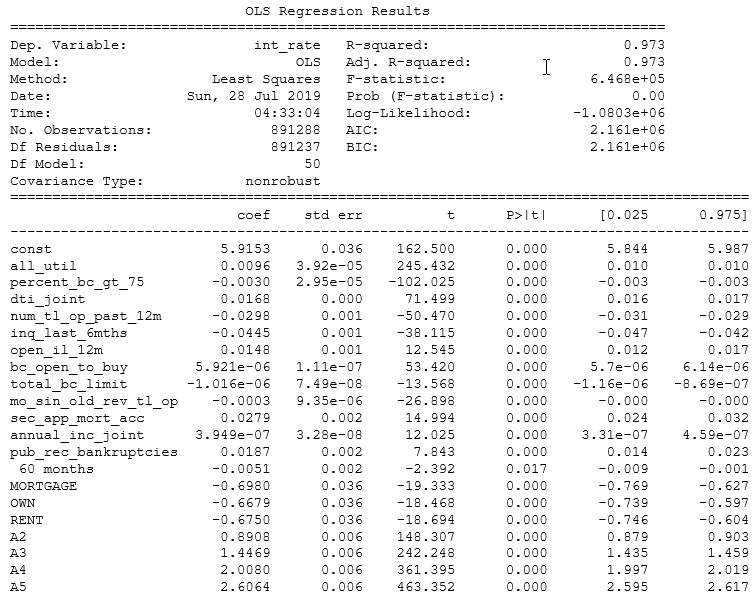 OLS Regression Results
==============================================================================
Dep. Variable: int_rate R-squared: 0.973
Model: OLS Adj. R-squared: 0.973
Method: Least Squares F-statistic: 6.468e+05
Date: Sun, 28 Jul 2019 Prob (F-statistic): 0.00
Time: 04:33:04 Log-Likelihood: -1.0803e+06
No. Observations: 891288 AIC: 2.161e+06
Df Residuals: 891237 BIC: 2.161e+06
Df Model: 50
Covariance Type: nonrobust
========================================================================================
coef std err t P>|t| [0.025 0.975]
----------------------------------------------------------------------------------------
const 5.9153 0.036 162.500 0.000 5.844 5.987
all_util 0.0096 3.92e-05 245.432 0.000 0.010 0.010
percent_bc_gt_75 -0.0030 2.95e-05 -102.025 0.000 -0.003 -0.003
dti_joint 0.0168 0.000 71.499 0.000 0.016 0.017
num_tl_op_past_12m -0.0298 0.001 -50.470 0.000 -0.031 -0.029
inq_last_6mths -0.0445 0.001 -38.115 0.000 -0.047 -0.042
open_il_12m 0.0148 0.001 12.545 0.000 0.012 0.017
bc_open_to_buy 5.921e-06 1.11e-07 53.420 0.000 5.7e-06 6.14e-06
total_bc_limit -1.016e-06 7.49e-08 -13.568 0.000 -1.16e-06 -8.69e-07
mo_sin_old_rev_tl_op -0.0003 9.35e-06 -26.898 0.000 -0.000 -0.000
sec_app_mort_acc 0.0279 0.002 14.994 0.000 0.024 0.032
annual_inc_joint 3.949e-07 3.28e-08 12.025 0.000 3.31e-07 4.59e-07
pub_rec_bankruptcies 0.0187 0.002 7.843 0.000 0.014 0.023
60 months -0.0051 0.002 -2.392 0.017 -0.009 -0.001
MORTGAGE -0.6980 0.036 -19.333 0.000 -0.769 -0.627
OWN -0.6679 0.036 -18.468 0.000 -0.739 -0.597
RENT -0.6750 0.036 -18.694 0.000 -0.746 -0.604
A2 0.8908 0.006 148.307 0.000 0.879 0.903
A3 1.4469 0.006 242.248 0.000 1.435 1.459
A4 2.0080 0.006 361.395 0.000 1.997 2.019
A5 2.6064 0.006 463.352 0.000 2.595 2.617